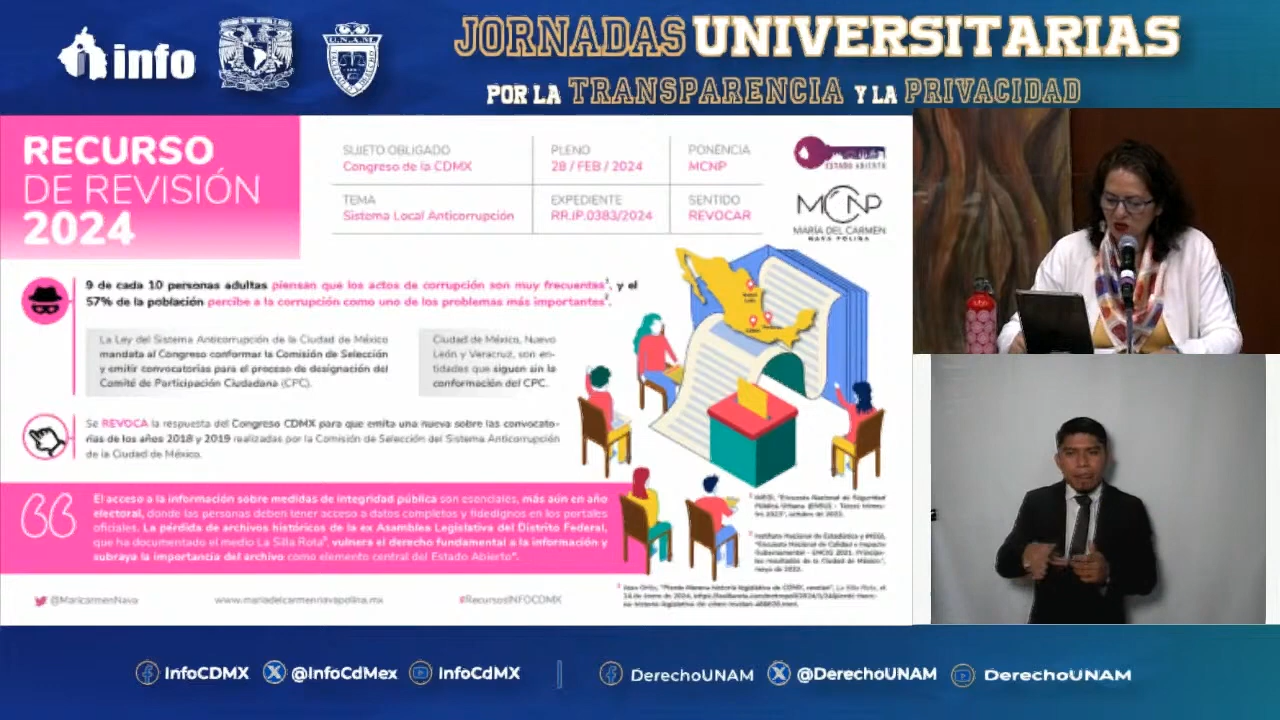 info
JORNADAS UNIVERSITARIAS
POR LA TRANSPARENCIA Y LA PRIVACIDAD
RECURSO
DE REVISIÓN
2024
SUJETO OBLIGADO
Congreso de la CDMX
PLENO
28 / FEB / 2024
PONENCIA
MCNP
TEMA
Sistema Local Anticorrupción
EXPEDIENTE
RR.IP.0383/2024
SENTIDO
REVOCAR
ESTADO ABIERTO
MCNP
MARÍA DEL CARMEN
NAVA POLINA
9 de cada 10 personas adultas piensan que los actos de corrupción son muy frecuentes¹, y el
57% de la población percibe a la corrupción como uno de los problemas más importantes².
La Ley del Sistema Anticorrupción de la Ciudad de México
mandata al Congreso conformar la Comisión de Selección
y emitir convocatorias para el proceso de designación del
Comité de Participación Ciudadana (CPC).
Ciudad de México, Nuevo
León y Veracruz, son en-
tidades que siguen sin la
conformación del CPC.
Se REVOCA la respuesta del Congreso CDMX para que emita una nueva sobre las convocato-
rias de los años 2018 y 2019 realizadas por la Comisión de Selección del Sistema Anticorrupción
de la Ciudad de México.
El acceso a la información sobre medidas de integridad pública son esenciales, más aún en año
electoral, donde las personas deben tener acceso a datos completos y fidedignos en los portales
oficiales. La pérdida de archivos históricos de la ex Asamblea Legislativa del Distrito Federal,
que ha documentado el medio La Silla Rota³, vulnera el derecho fundamental a la información y
subraya la importancia del archivo como elemento central del Estado Abierto".
@MaricarmenNava
www.mariadelcarmennavapolina.mx
#RecursosINFOCDMX
InfoCDMX
@InfoCdMex
InfoCdMX
DerechoUNAM
@DerechoUNAM
DerechoUNAM